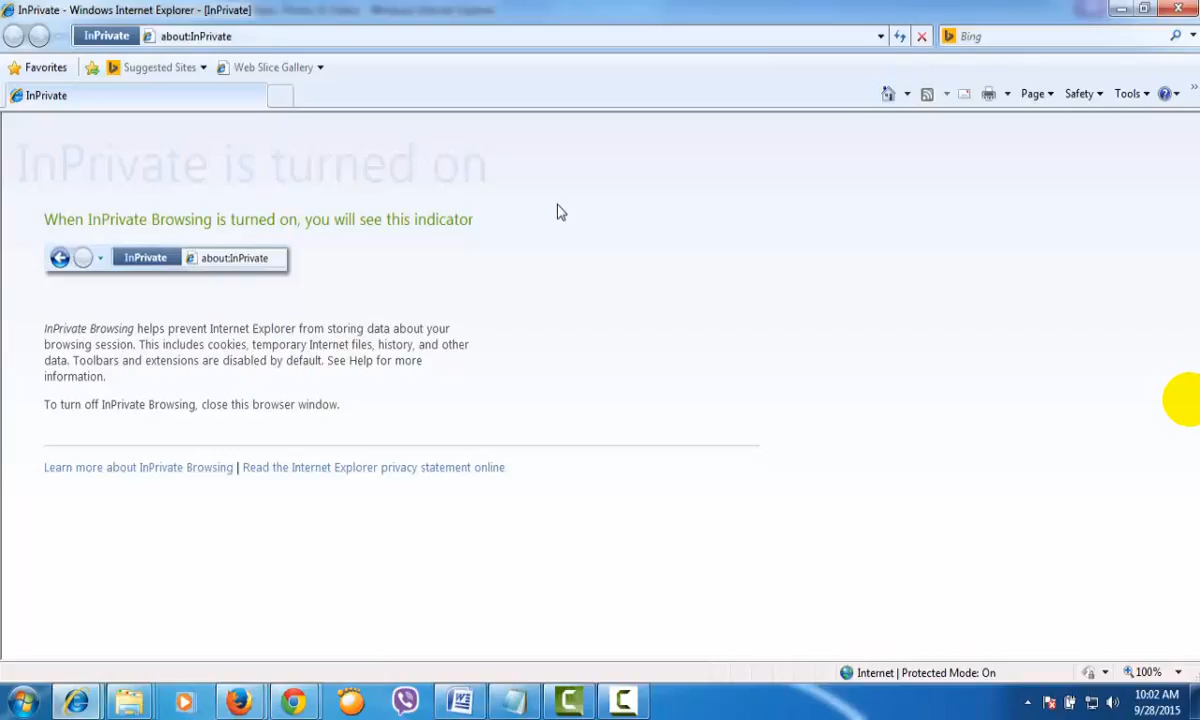 InPrivate - Windows Internet Explorer - [InPrivate]
InPrivate about:InPrivate Bing
Favorites Suggested Sites Web Slice Gallery
InPrivate Page Safety Tools »
InPrivate is turned on
When InPrivate Browsing is turned on, you will see this indicator
InPrivate about:InPrivate
InPrivate Browsing helps prevent Internet Explorer from storing data about your
browsing session. This includes cookies, temporary Internet files, history, and other
data. Toolbars and extensions are disabled by default. See Help for more
information.
To turn off InPrivate Browsing, close this browser window.
Learn more about InPrivate Browsing | Read the Internet Explorer privacy statement online
Internet | Protected Mode: On 100%
10:02 AM
9/28/2015